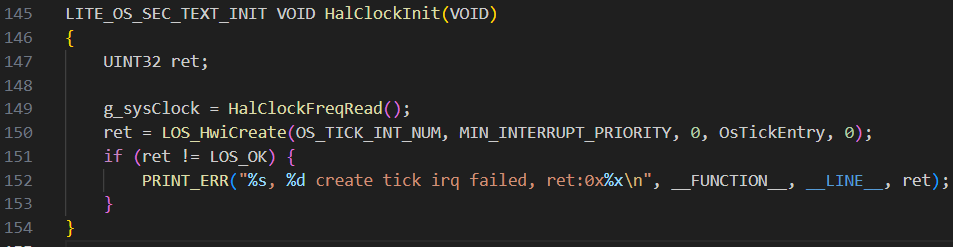 145 LITE_OS_SEC_TEXT_INIT VOID HalClockInit(VOID)
146 {
147     UINT32 ret;
148
149     g_sysClock = HalClockFreqRead();
150     ret = LOS_HwiCreate(OS_TICK_INT_NUM, MIN_INTERRUPT_PRIORITY, 0, OsTickEntry, 0);
151     if (ret != LOS_OK) {
152         PRINT_ERR("%s, %d create tick irq failed, ret:0x%x\n", __FUNCTION__, __LINE__, ret);
153     }
154 }